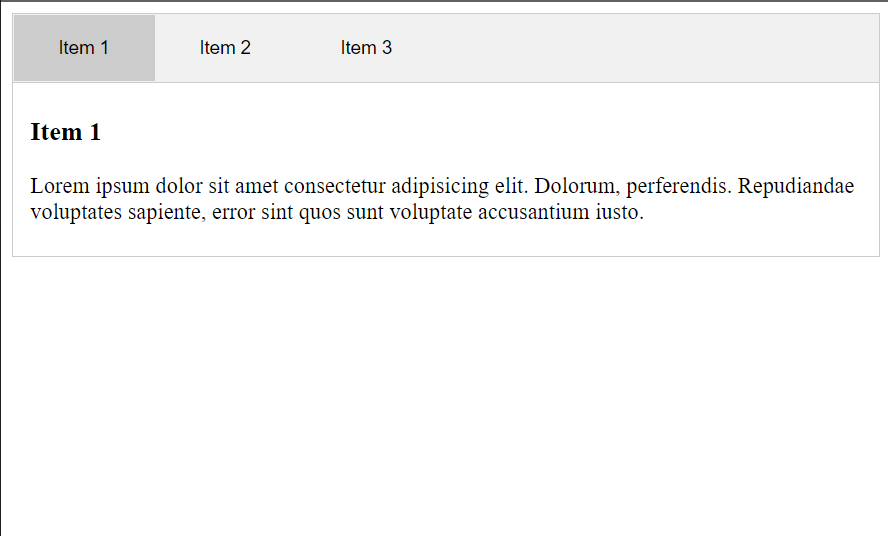 Item 1 Item 2 Item 3
Item 1
Lorem ipsum dolor sit amet consectetur adipisicing elit. Dolorum, perferendis. Repudiandae
voluptates sapiente, error sint quos sunt voluptate accusantium iusto.